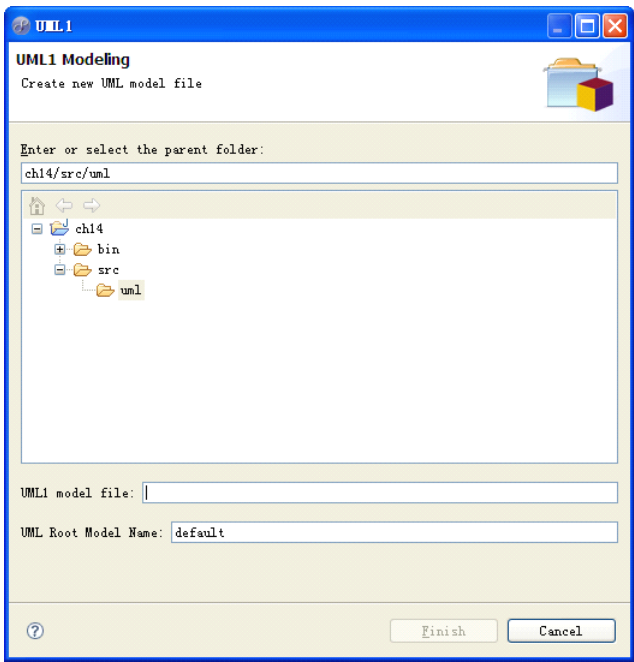 UML1
UML1 Modeling
Create new UML model file
Enter or select the parent folder:
ch14/src/uml
ch14
bin
src
uml
UML1 model file:
UML Root Model Name: default
Finish
Cancel